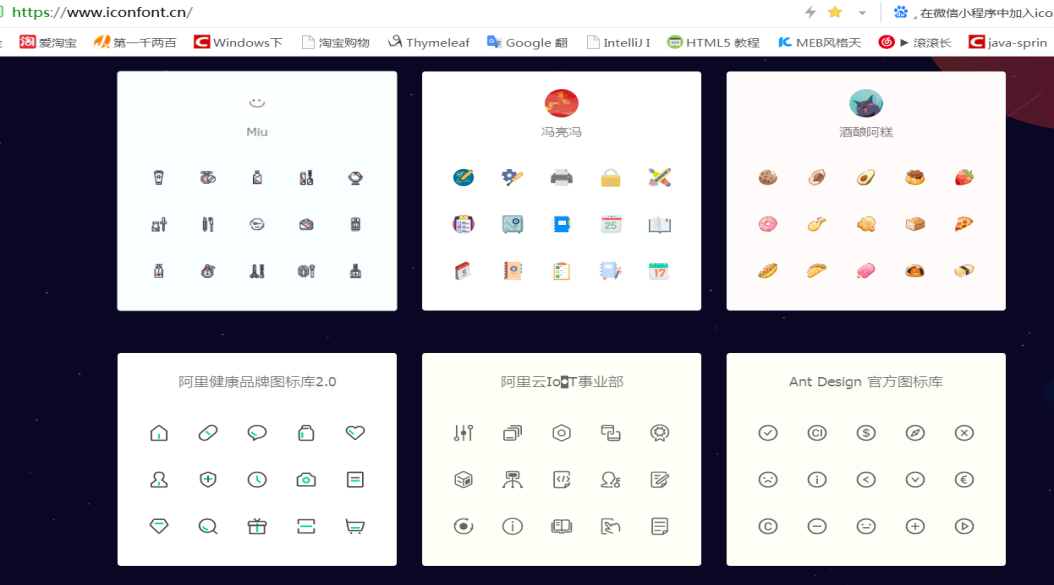 https://www.iconfont.cn/
在微信小程序中加入ico
爱淘宝 第一千两百 Windows下 淘宝购物 Thymeleaf Google 翻 IntelliJ I HTML5 教程 MEB风格天 ► 滚滚长 java-sprin
Miu
冯亮冯
酒酿阿糕
25
5
17
阿里健康品牌图标库2.0
阿里云IoT事业部
Ant Design 官方图标库